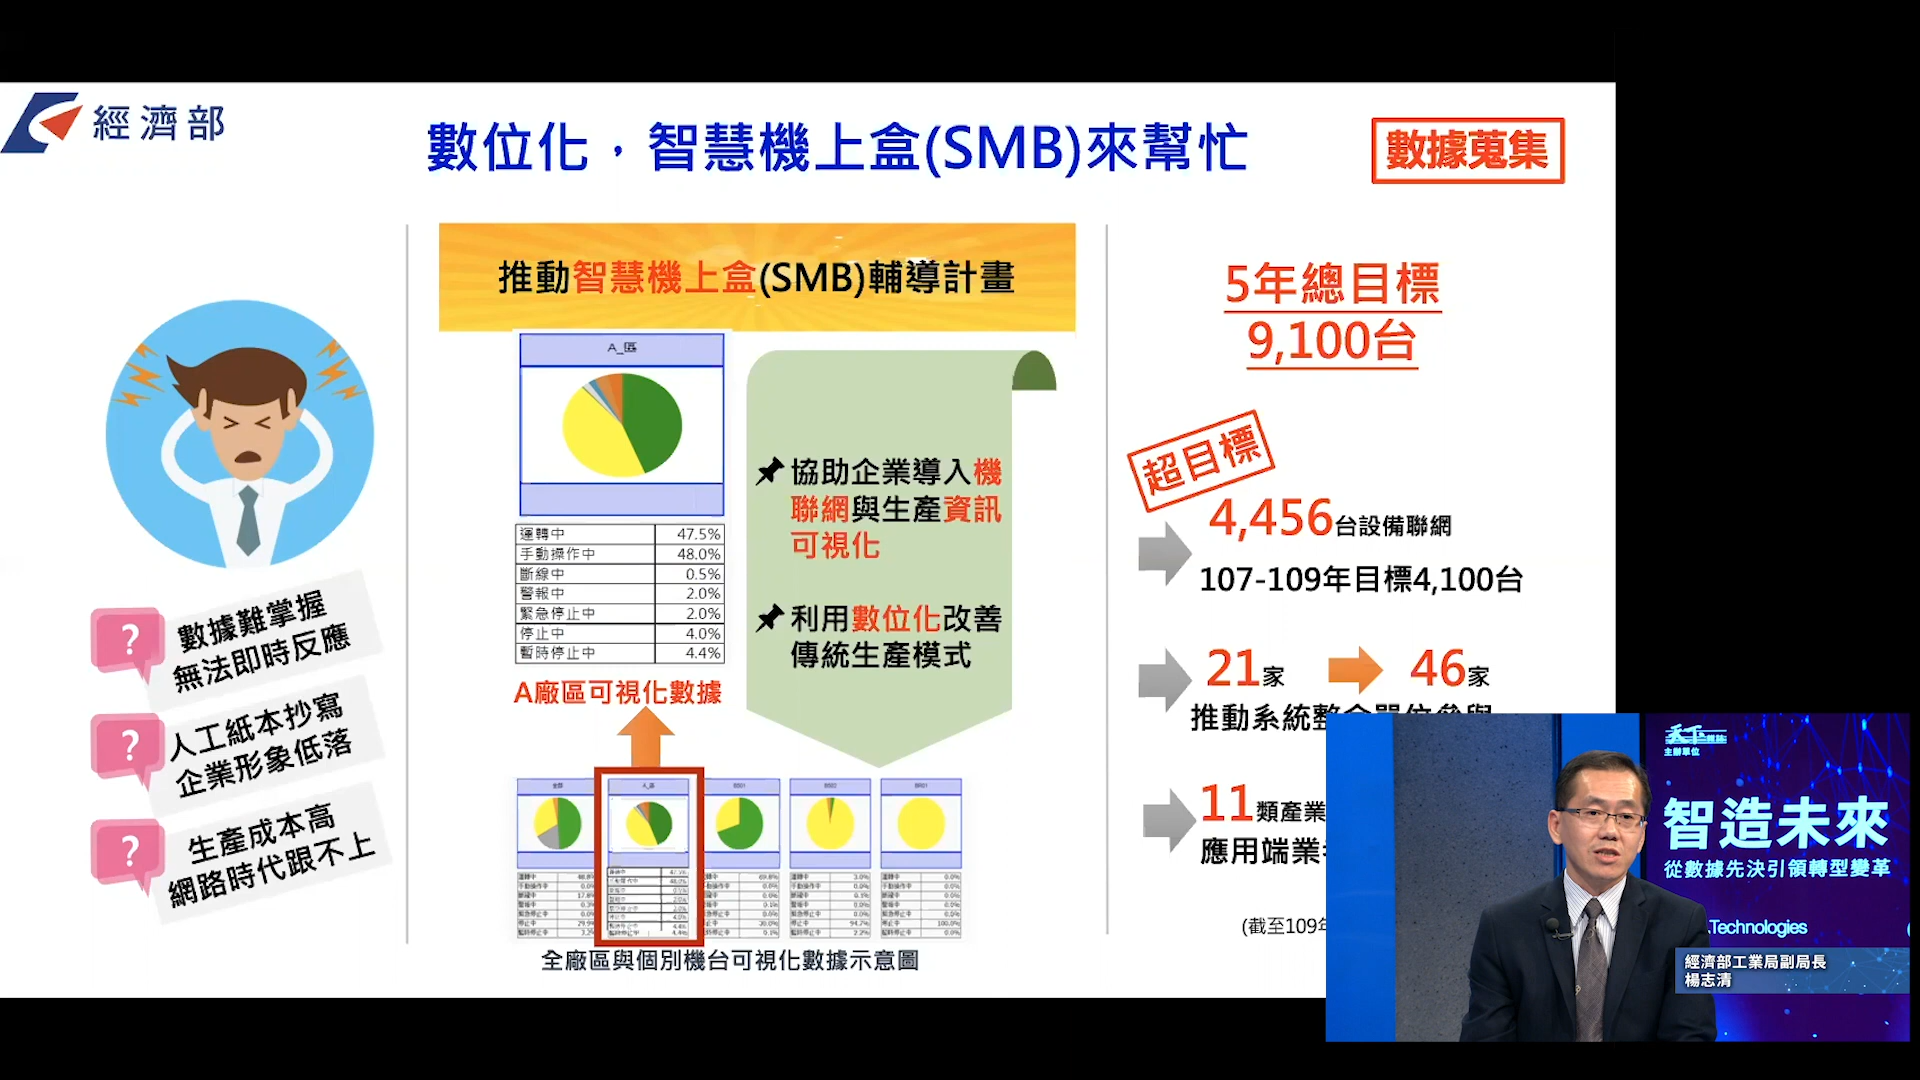 經濟部
數位化，智慧機上盒(SMB)來幫忙
數據蒐集
數據難掌握
無法即時反應
人工紙本抄寫
企業形象低落
生產成本高
網路時代跟不上
?
?
?
推動智慧機上盒(SMB)輔導計畫
A_區
運轉中 47.5%
手動操作中 48.0%
斷線中 0.5%
警報中 2.0%
緊急停止中 2.0%
停止中 4.0%
暫時停止中 4.4%
A廠區可視化數據
協助企業導入機
聯網與生產資訊
可視化
利用數位化改善
傳統生產模式
全廠區與個別機台可視化數據示意圖
5年總目標
9,100台
超目標
4,456台設備聯網
107-109年目標4,100台
21家 46家
推動系統整合單位參與
11類產業
應用端業
(截至109年
天下雜誌
主辦單位
智造未來
從數據先決引領轉型變革
Technologies
經濟部工業局副局長
楊志清